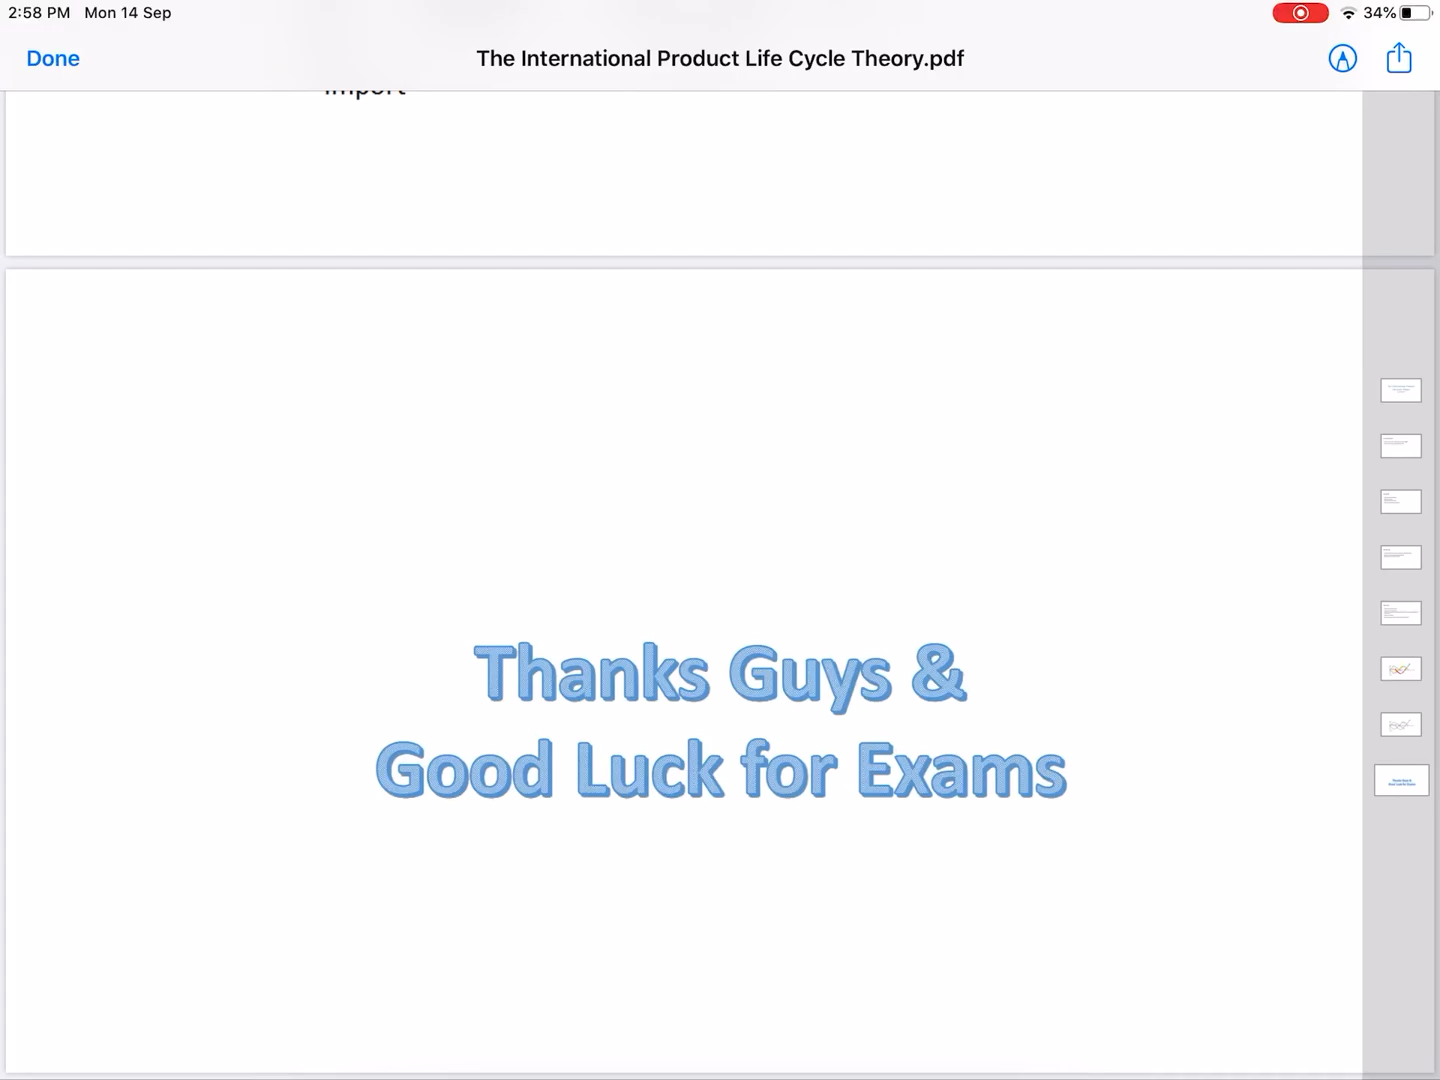 2:58 PM Mon 14 Sep
34%
Done
The International Product Life Cycle Theory.pdf
Import
Thanks Guys &
Good Luck for Exams